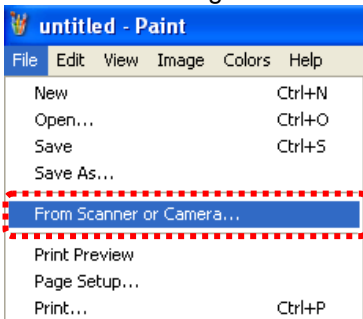 untitled - Paint
File Edit View Image Colors Help
New Ctrl+N
Open... Ctrl+O
Save Ctrl+S
Save As...
From Scanner or Camera...
Print Preview
Page Setup...
Print... Ctrl+P